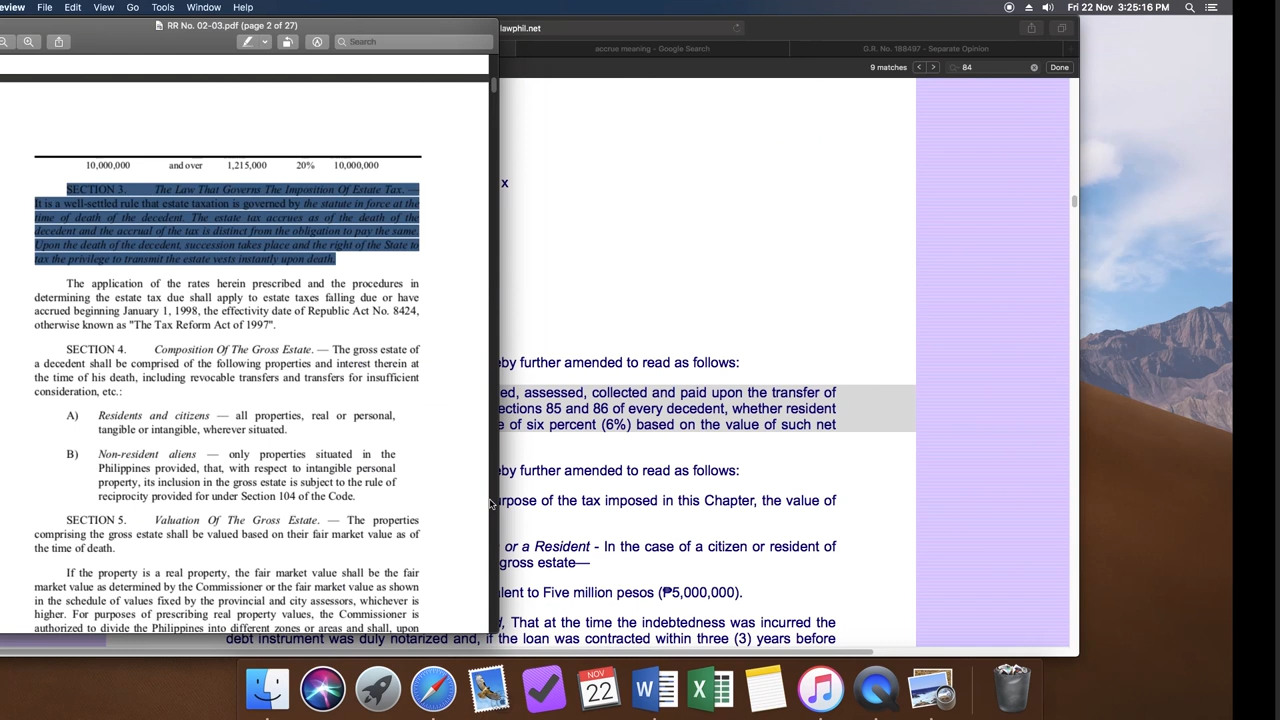 eview File Edit View Go Tools Window Help Fri 22 Nov 3:25:16 PM
RR No. 02-03.pdf (page 2 of 27)
Search
10,000,000 and over 1,215,000 20% 10,000,000
SECTION 3. The Law That Governs The Imposition Of Estate Tax. —
It is a well-settled rule that estate taxation is governed by the statute in force at the
time of death of the decedent. The estate tax accrues as of the death of the
decedent and the accrual of the tax is distinct from the obligation to pay the same.
Upon the death of the decedent, succession takes place and the right of the State to
tax the privilege to transmit the estate vests instantly upon death.
The application of the rates herein prescribed and the procedures in
determining the estate tax due shall apply to estate taxes falling due or have
accrued beginning January 1, 1998, the effectivity date of Republic Act No. 8424,
otherwise known as "The Tax Reform Act of 1997".
SECTION 4. Composition Of The Gross Estate. — The gross estate of
a decedent shall be comprised of the following properties and interest therein at
the time of his death, including revocable transfers and transfers for insufficient
consideration, etc.:
A) Residents and citizens — all properties, real or personal,
tangible or intangible, wherever situated.
B) Non-resident aliens — only properties situated in the
Philippines provided, that, with respect to intangible personal
property, its inclusion in the gross estate is subject to the rule of
reciprocity provided for under Section 104 of the Code.
SECTION 5. Valuation Of The Gross Estate. — The properties
comprising the gross estate shall be valued based on their fair market value as of
the time of death.
If the property is a real property, the fair market value shall be the fair
market value as determined by the Commissioner or the fair market value as shown
in the schedule of values fixed by the provincial and city assessors, whichever is
higher. For purposes of prescribing real property values, the Commissioner is
authorized to divide the Philippines into different zones or areas and shall, upon
lawphil.net
accrue meaning - Google Search G.R. No. 188497 - Separate Opinion
9 matches 84 Done
x
eby further amended to read as follows:
ed, assessed, collected and paid upon the transfer of
ections 85 and 86 of every decedent, whether resident
e of six percent (6%) based on the value of such net
eby further amended to read as follows:
urpose of the tax imposed in this Chapter, the value of
or a Resident - In the case of a citizen or resident of
gross estate—
lent to Five million pesos (₱5,000,000).
, That at the time the indebtedness was incurred the
debt instrument was duly notarized and, if the loan was contracted within three (3) years before
NOV
22
W
X